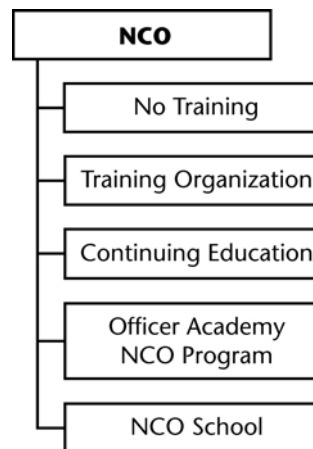 NCO
No Training
Training Organization
Continuing Education
Officer Academy
NCO Program
NCO School